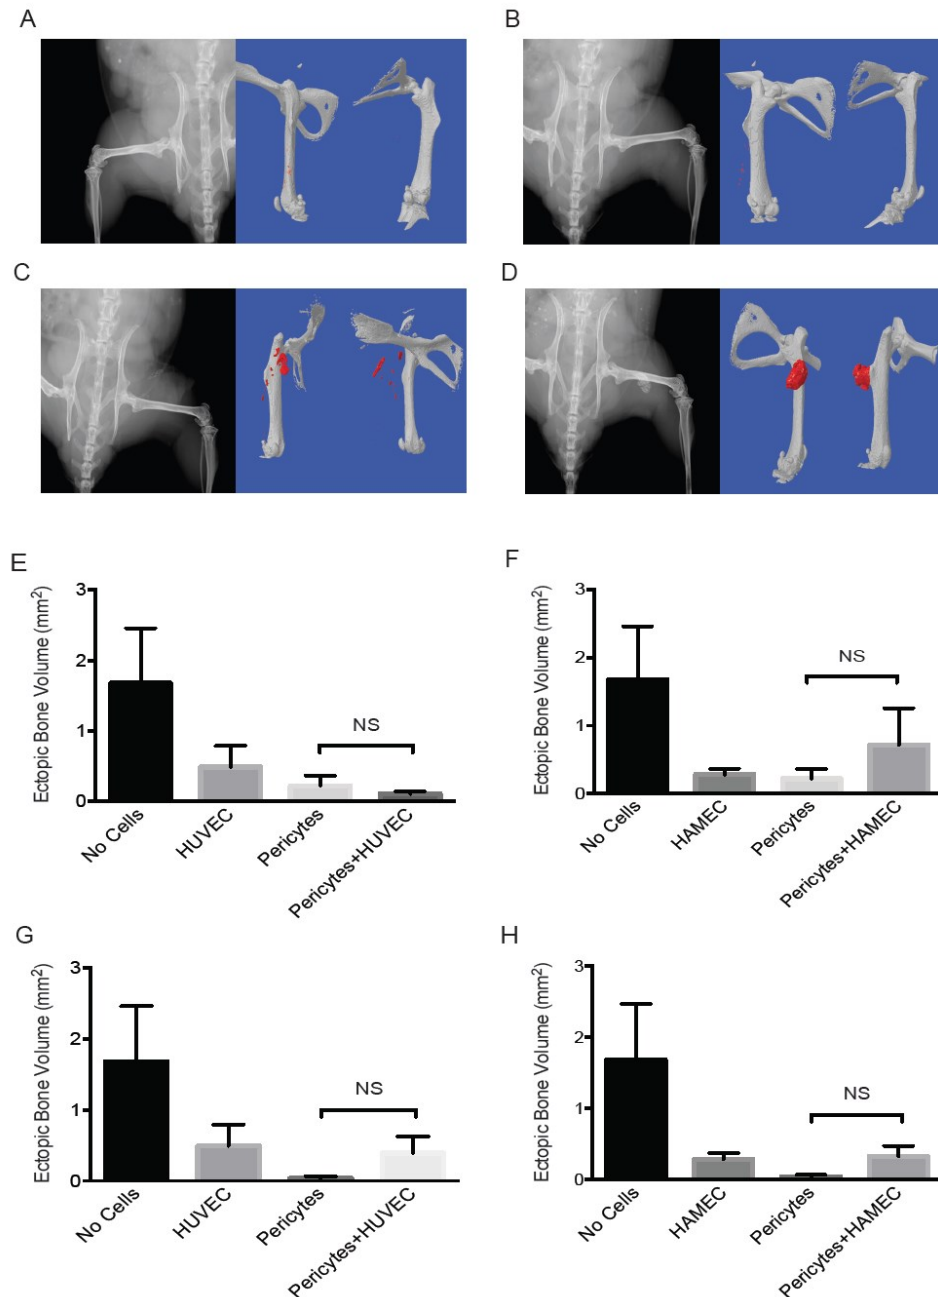 A
B
C
D
E
Ectopic Bone Volume (mm²)
3
2
1
0
NS
No Cells
HUVEC
Pericytes
Pericytes+HUVEC
F
Ectopic Bone Volume (mm²)
3
2
1
0
NS
No Cells
HAMEC
Pericytes
Pericytes+HAMEC
G
Ectopic Bone Volume (mm²)
3
2
1
0
NS
No Cells
HUVEC
Pericytes
Pericytes+HUVEC
H
Ectopic Bone Volume (mm²)
3
2
1
0
NS
No Cells
HAMEC
Pericytes
Pericytes+HAMEC